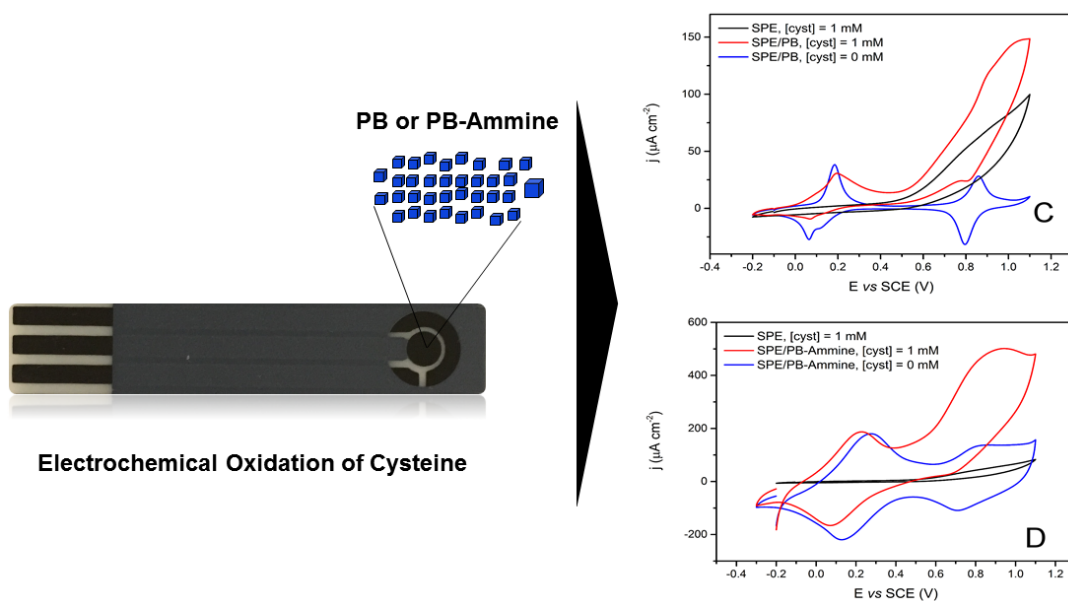 PB or PB-Ammine
Electrochemical Oxidation of Cysteine
SPE, [cyst] = 1 mM
SPE/PB, [cyst] = 1 mM
SPE/PB, [cyst] = 0 mM
150
100
50
0
j (µA cm⁻²)
C
-0.4 -0.2 0.0 0.2 0.4 0.6 0.8 1.0 1.2
E vs SCE (V)
SPE, [cyst] = 1 mM
SPE/PB-Ammine, [cyst] = 1 mM
SPE/PB-Ammine, [cyst] = 0 mM
600
400
200
0
-200
j (µA cm⁻²)
D
-0.4 -0.2 0.0 0.2 0.4 0.6 0.8 1.0 1.2
E vs SCE (V)